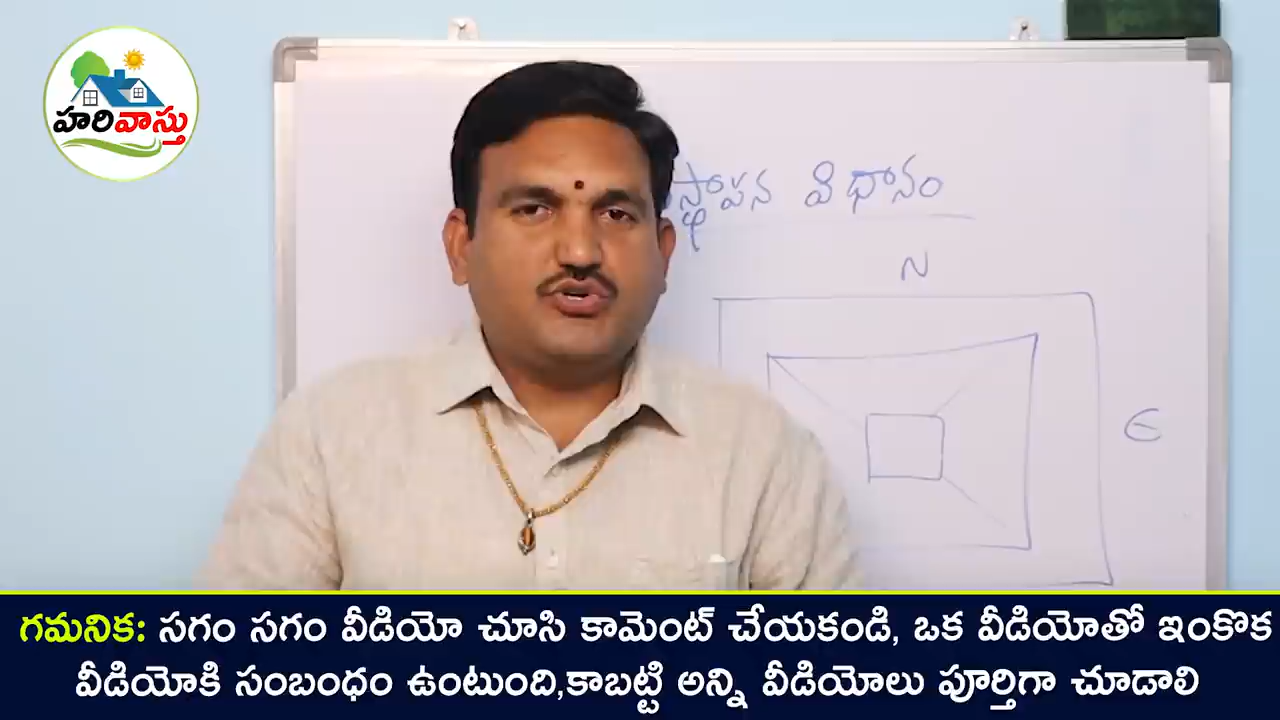 హరివాస్తు
స్థాపన విధానం
N
E
గమనిక: సగం సగం వీడియో చూసి కామెంట్ చేయకండి, ఒక వీడియోతో ఇంకొక
వీడియోకి సంబంధం ఉంటుంది,కాబట్టి అన్ని వీడియోలు పూర్తిగా చూడాలి